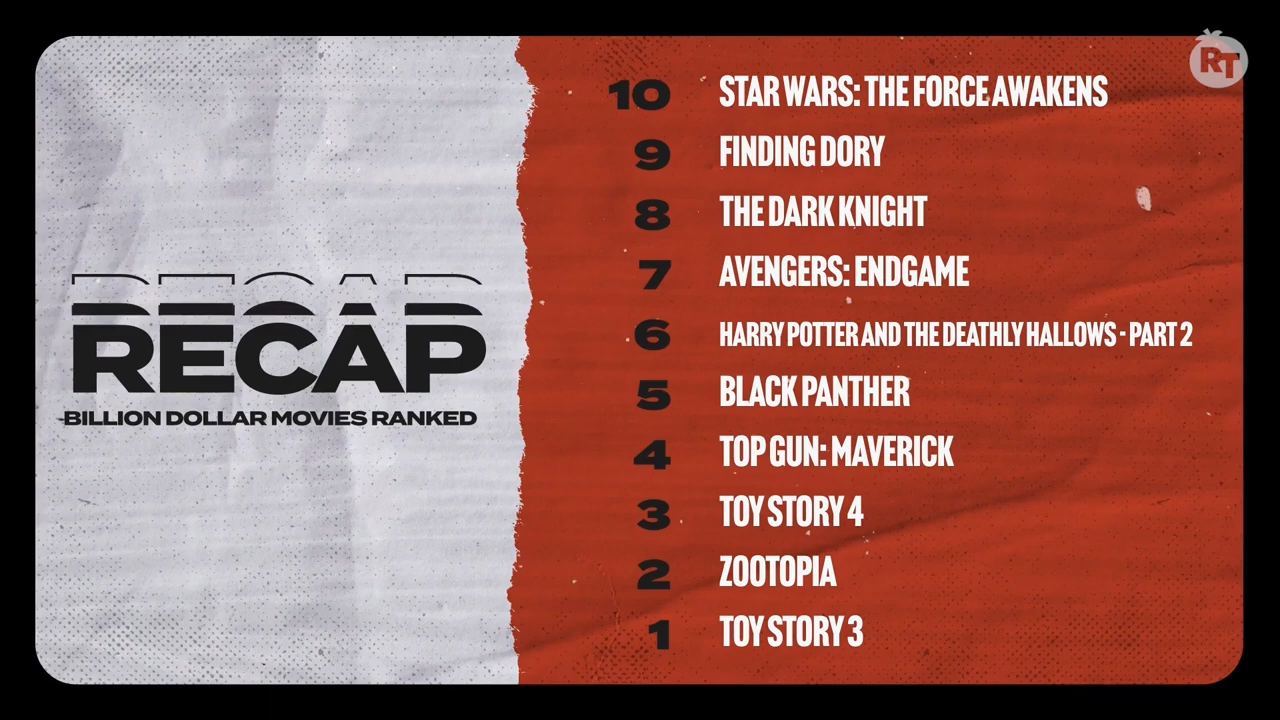 RT
RECAP
BILLION DOLLAR MOVIES RANKED
10 STAR WARS: THE FORCE AWAKENS
9 FINDING DORY
8 THE DARK KNIGHT
7 AVENGERS: ENDGAME
6 HARRY POTTER AND THE DEATHLY HALLOWS - PART 2
5 BLACK PANTHER
4 TOP GUN: MAVERICK
3 TOY STORY 4
2 ZOOTOPIA
1 TOY STORY 3